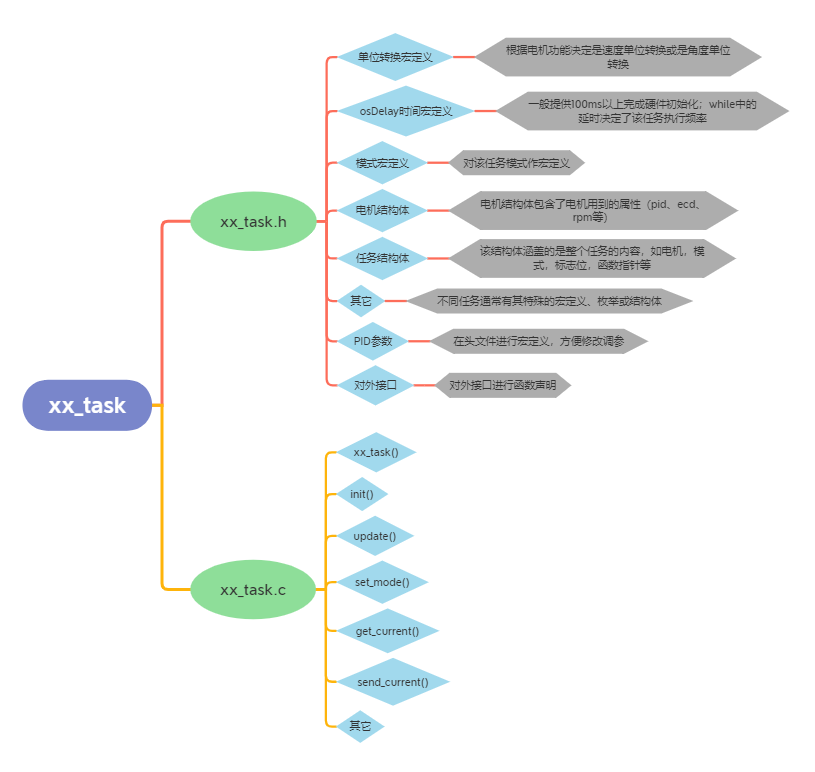 xx_task
xx_task.h
单位转换宏定义
根据电机功能决定是速度单位转换或是角度单位
转换
osDelay时间宏定义
一般提供100ms以上完成硬件初始化；while中的
延时决定了该任务执行频率
模式宏定义
对该任务模式作宏定义
电机结构体
电机结构体包含了电机用到的属性（pid、ecd、
rpm等）
任务结构体
该结构体涵盖的是整个任务的内容，如电机，模
式，标志位，函数指针等
其它
不同任务通常有其特殊的宏定义、枚举或结构体
PID参数
在头文件进行宏定义，方便修改调参
对外接口
对外接口进行函数声明
xx_task.c
xx_task()
init()
update()
set_mode()
get_current()
send_current()
其它